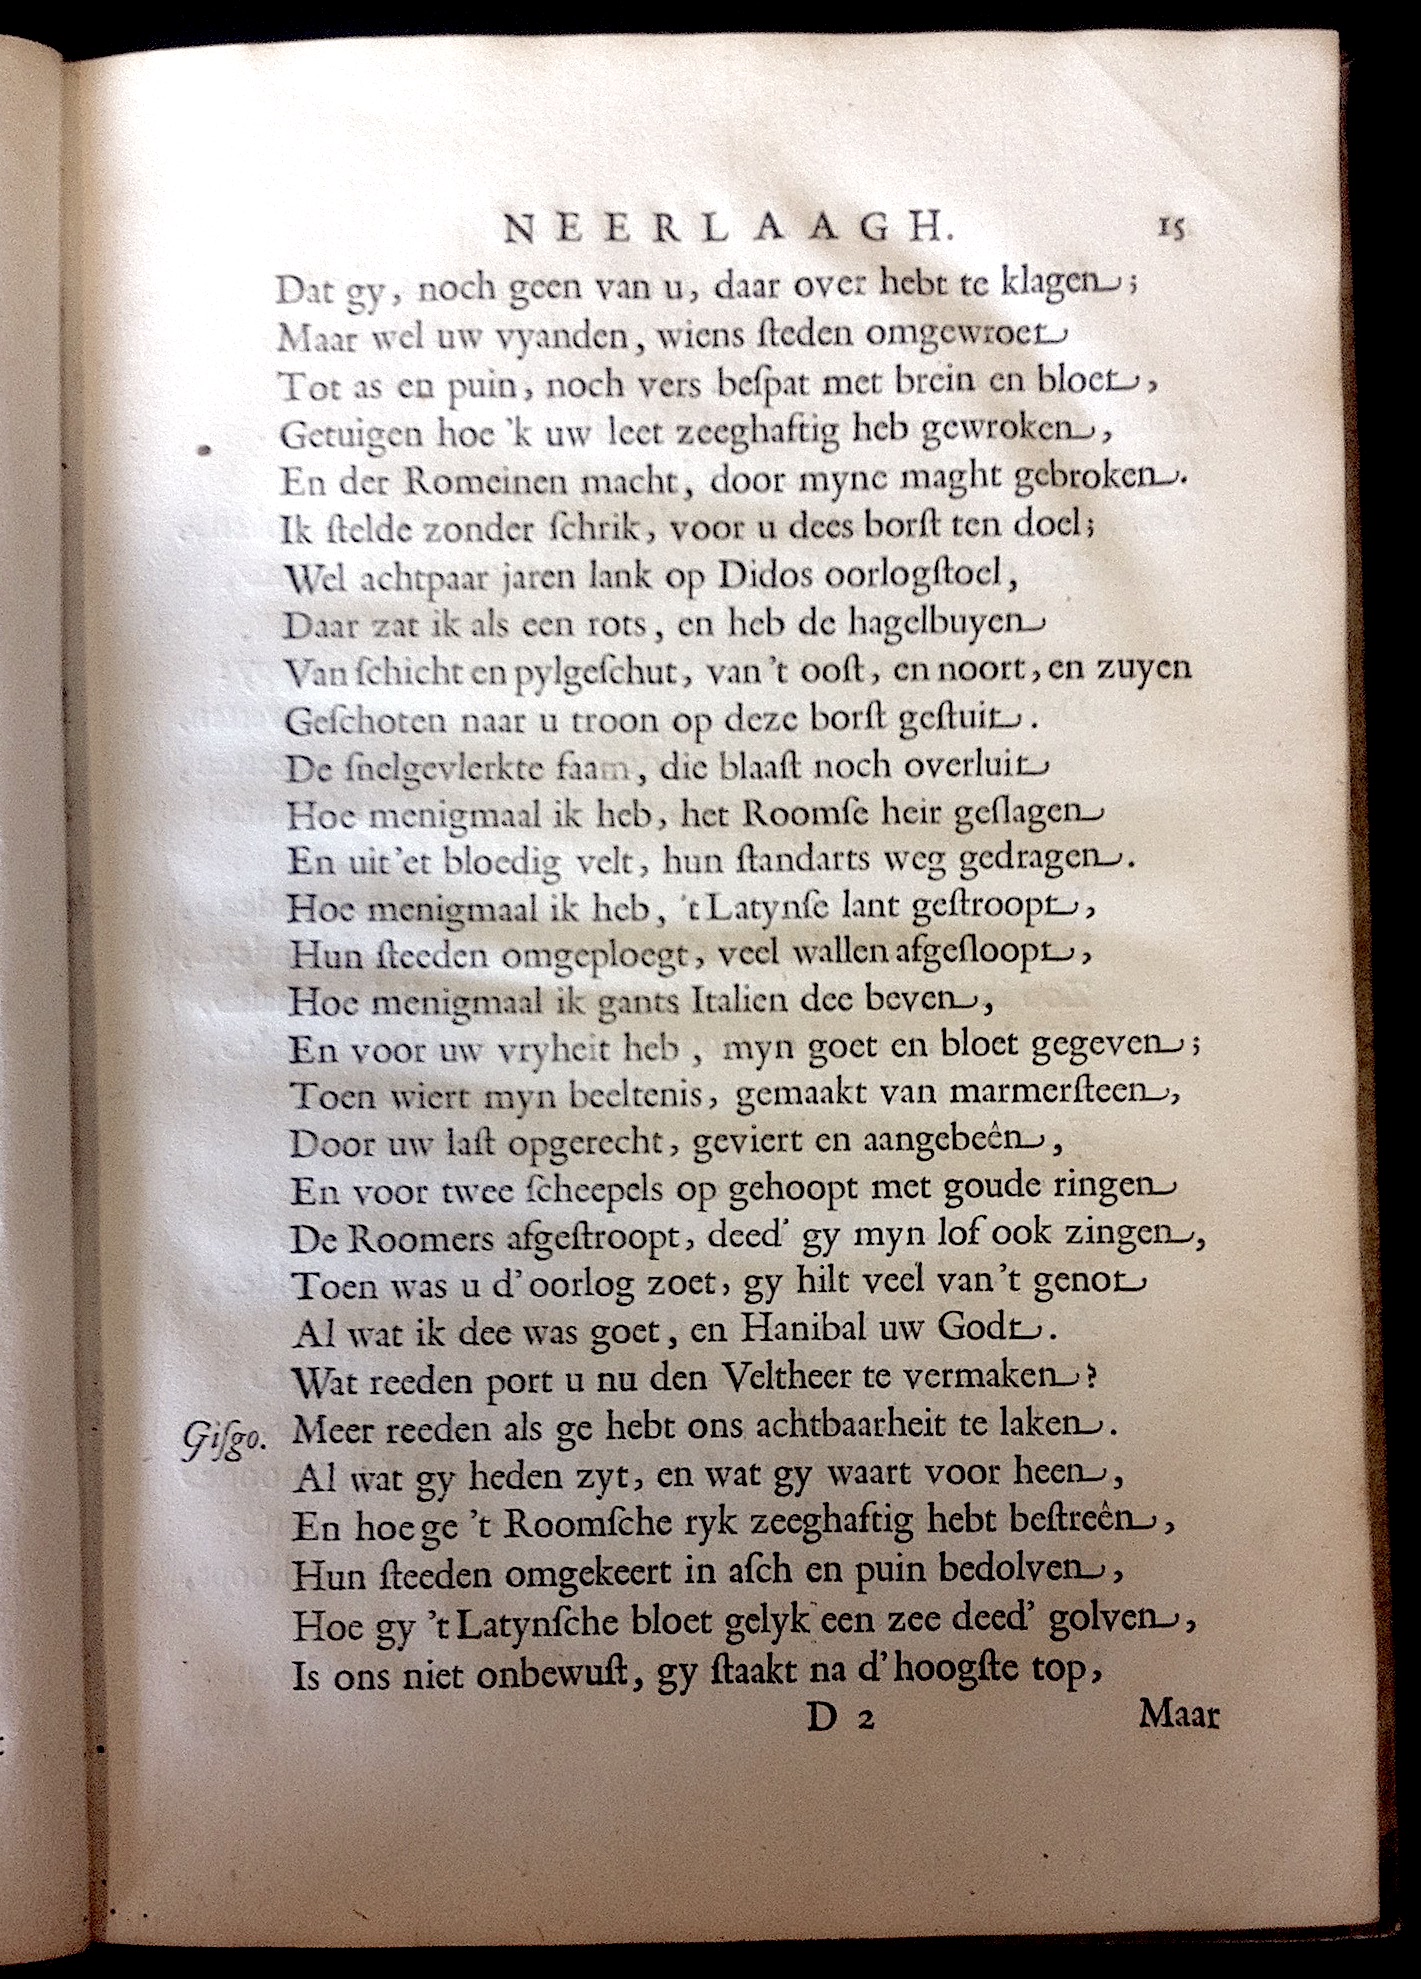 NEERLAAGH. 15
Dat gy, noch geen van u, daar over hebt te klagen;
Maar wel uw vyanden, wiens ſteden omgewroet
Tot as en puin, noch vers beſpat met brein en bloet,
Getuigen hoe 'k uw leet zeeghaftig heb gewroken,
En der Romeinen macht, door myne maght gebroken.
Ik ſtelde zonder ſchrik, voor u dees borſt ten doel;
Wel achtpaar jaren lank op Didos oorlogſtoel,
Daar zat ik als een rots, en heb de hagelbuyen
Van ſchicht en pylgeſchut, van 't ooſt, en noort, en zuyen
Geſchoten naar u troon op deze borſt geſtuit.
De ſnelgevlerkte faam, die blaaſt noch overluit
Hoe menigmaal ik heb, het Roomſe heir geſlagen
En uit 'et bloedig velt, hun ſtandarts weg gedragen.
Hoe menigmaal ik heb, 't Latynſe lant geſtroopt,
Hun ſteeden omgeploegt, veel wallen afgeſloopt,
Hoe menigmaal ik gants Italien dee beven,
En voor uw vryheit heb, myn goet en bloet gegeven;
Toen wiert myn beeltenis, gemaakt van marmerſteen,
Door uw laſt opgerecht, geviert en aangebeên,
En voor twee ſcheepels op gehoopt met goude ringen
De Roomers afgeſtroopt, deed' gy myn lof ook zingen,
Toen was u d'oorlog zoet, gy hilt veel van 't genot
Al wat ik dee was goet, en Hanibal uw Godt.
Wat reeden port u nu den Veltheer te vermaken?
Giſgo. Meer reeden als ge hebt ons achtbaarheit te laken.
Al wat gy heden zyt, en wat gy waart voor heen,
En hoe ge 't Roomſche ryk zeeghaftig hebt beſtreên,
Hun ſteeden omgekeert in aſch en puin bedolven,
Hoe gy 't Latynſche bloet gelyk een zee deed' golven,
Is ons niet onbewuſt, gy ſtaakt na d'hoogſte top,
D 2 Maar